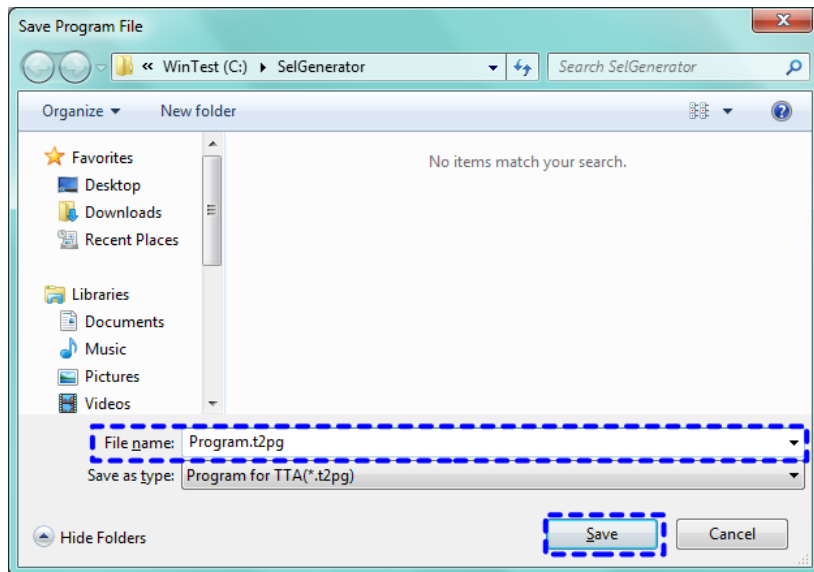 Save Program File
« WinTest (C:) SelGenerator Search SelGenerator
Organize New folder
Favorites
Desktop
Downloads
Recent Places
Libraries
Documents
Music
Pictures
Videos
No items match your search.
File name: Program.t2pg
Save as type: Program for TTA(*.t2pg)
Hide Folders Save Cancel